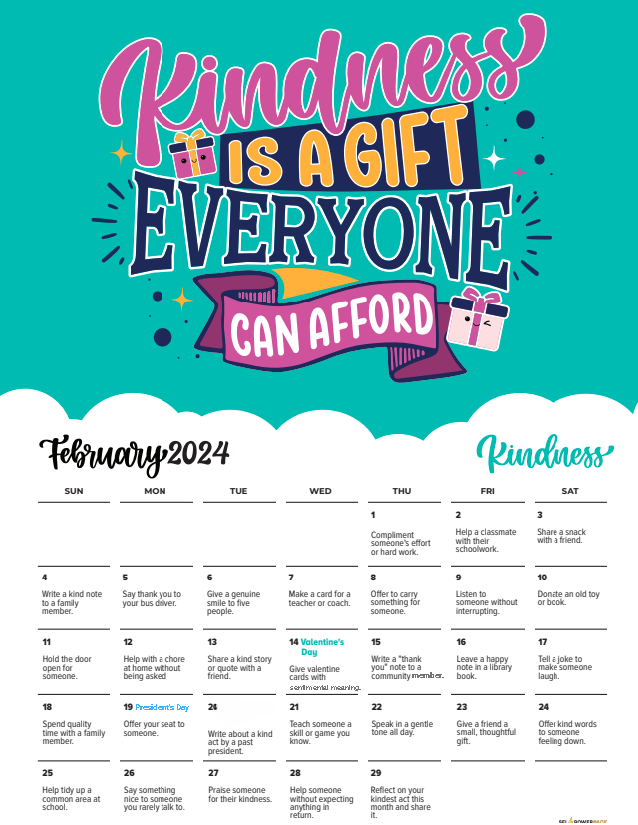 Kindness
IS A GIFT
EVERYONE
CAN AFFORD
February 2024
Kindness
SUN MON TUE WED THU FRI SAT
1
Compliment
someone's effort
or hard work.
2
Help a classmate
with their
schoolwork.
3
Share a snack
with a friend.
4
Write a kind note
to a family
member.
5
Say thank you to
your bus driver.
6
Give a genuine
smile to five
people.
7
Make a card for a
teacher or coach.
8
Offer to carry
something for
someone.
9
Listen to
someone without
interrupting.
10
Donate an old toy
or book.
11
Hold the door
open for
someone.
12
Help with a chore
at home without
being asked
13
Share a kind story
or quote with a
friend.
14 Valentine's
Day
Give valentine
cards with
sentimental meaning.
15
Write a "thank
you" note to a
community member.
16
Leave a happy
note in a library
book.
17
Tell a joke to
make someone
laugh.
18
Spend quality
time with a family
member.
19 President's Day
Offer your seat to
someone.
20
Write about a kind
act by a past
president.
21
Teach someone a
skill or game you
know.
22
Speak in a gentle
tone all day.
23
Give a friend a
small, thoughtful
gift.
24
Offer kind words
to someone
feeling down.
25
Help tidy up a
common area at
school.
26
Say something
nice to someone
you rarely talk to.
27
Praise someone
for their kindness.
28
Help someone
without expecting
anything in
return.
29
Reflect on your
kindest act this
month and share
it.